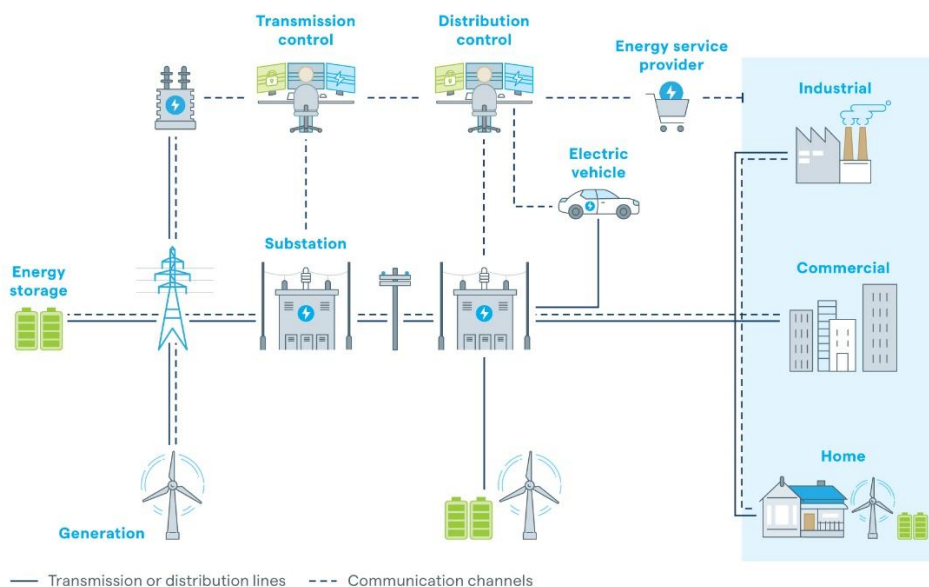 Transmission
control
Distribution
control
Energy service
provider
Industrial
Electric
vehicle
Substation
Energy
storage
Commercial
Home
Generation
Transmission or distribution lines
Communication channels